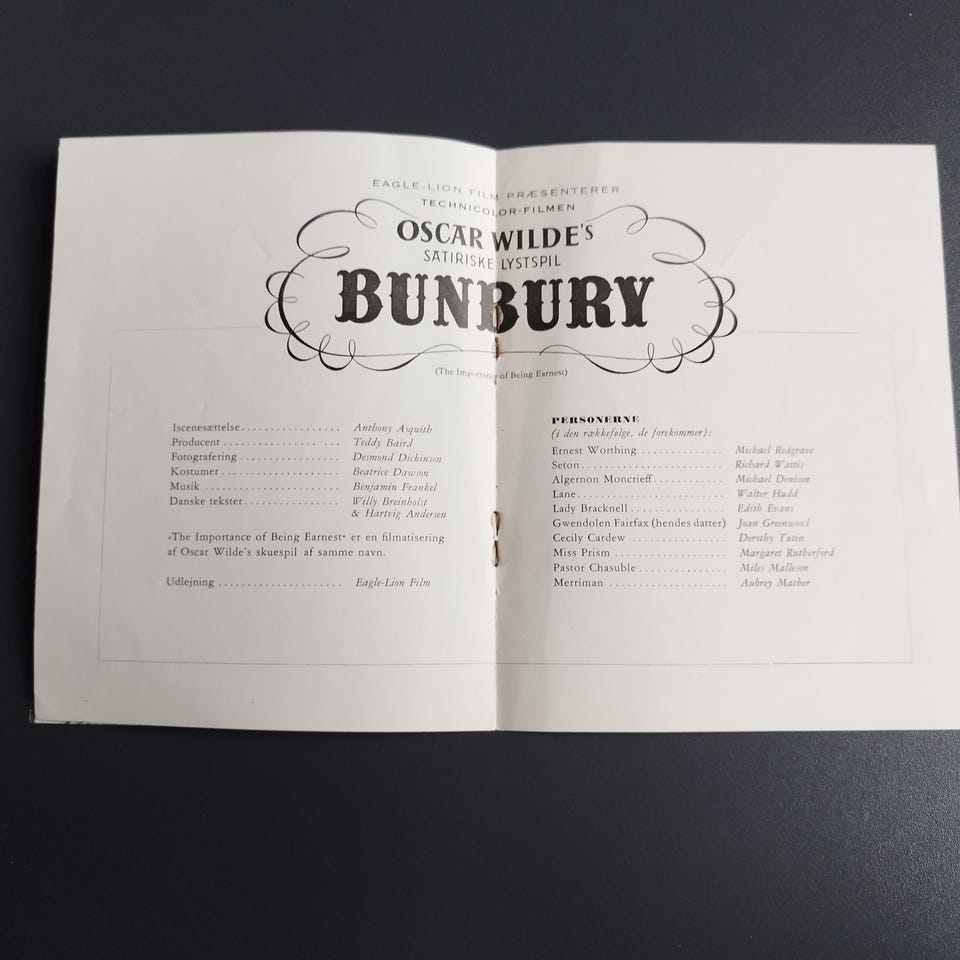 EAGLE-LION FILM PRÆSENTERER
TECHNICOLOR-FILMEN
OSCAR WILDE'S
SATIRISKE LYSTSPIL
BUNBURY
(The Importance of Being Earnest)
Iscenesættelse................. Anthony Asquith
Producent ................ ... Teddy Baird
Fotografering ................. Desmond Dickinson
Kostumer .................... Beatrice Dawson
Musik ....................... Benjamin Frankel
Danske tekster................ Willy Breinholst
& Hartvig Andersen
»The Importance of Being Earnest« er en filmatisering
af Oscar Wilde's skuespil af samme navn.
Udlejning ..................... Eagle-Lion Film
PERSONERNE
(i den rækkefølge, de forekommer):
Ernest Worthing .............. Michael Redgrave
Seton........................ Richard Wattis
Algernon Moncrieff............ Michael Denison
Lane......................... Walter Hudd
Lady Bracknell................ Edith Evans
Gwendolen Fairfax (hendes datter) Joan Greenwood
Cecily Cardew ................ Dorothy Tutin
Miss Prism ................... Margaret Rutherford
Pastor Chasuble............... Miles Malleson
Merriman .................... Aubrey Mather